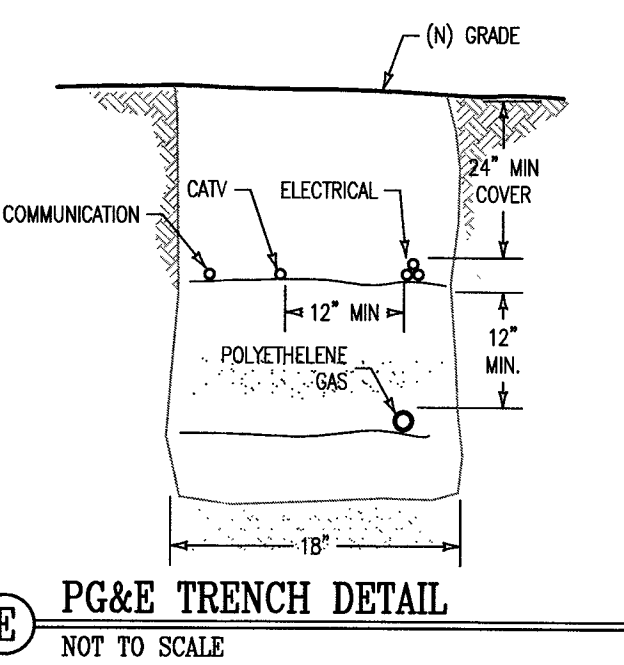 (N) GRADE
24" MIN
COVER
CATV
ELECTRICAL
COMMUNICATION
12" MIN
12"
MIN.
POLYETHELENE
GAS
18"
E
PG&E TRENCH DETAIL
NOT TO SCALE